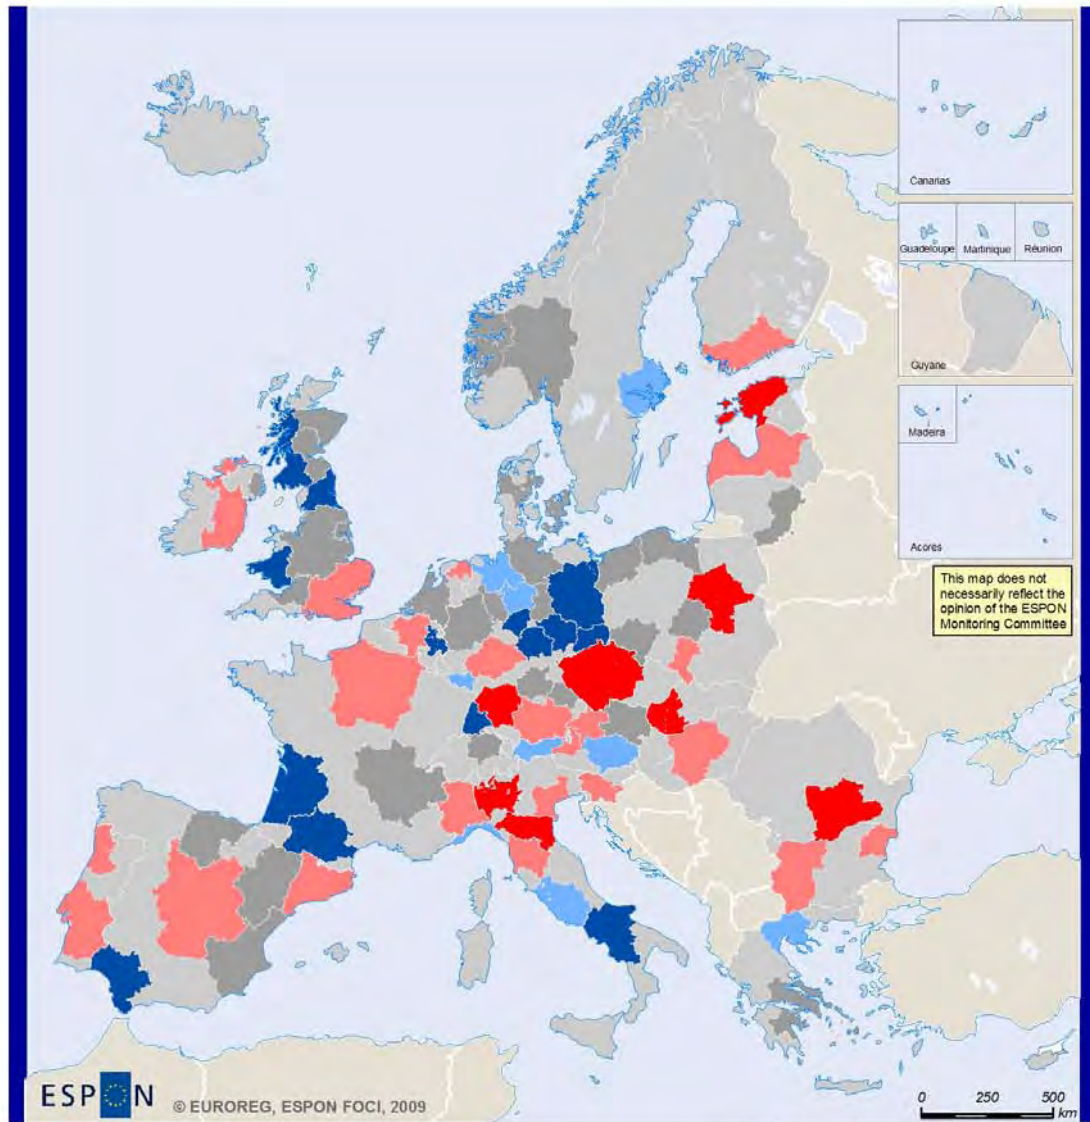 Canarias
Guadeloupe
Martinique
Réunion
Guyane
Madeira
Acores
This map does not
necessarily reflect the
opinion of the ESPON
Monitoring Committee
ESPON
© EUROREG, ESPON FOCI, 2009
0 250 500
km